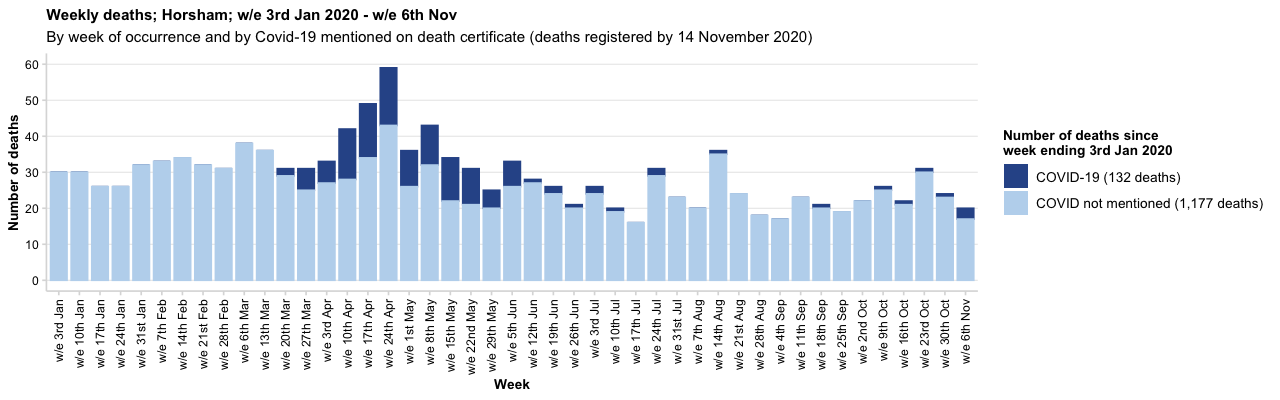 Weekly deaths; Horsham; w/e 3rd Jan 2020 - w/e 6th Nov
By week of occurrence and by Covid-19 mentioned on death certificate (deaths registered by 14 November 2020)
Number of deaths
60
50
40
30
20
10
0
w/e 3rd Jan
w/e 10th Jan
w/e 17th Jan
w/e 24th Jan
w/e 31st Jan
w/e 7th Feb
w/e 14th Feb
w/e 21st Feb
w/e 28th Feb
w/e 6th Mar
w/e 13th Mar
w/e 20th Mar
w/e 27th Mar
w/e 3rd Apr
w/e 10th Apr
w/e 17th Apr
w/e 24th Apr
w/e 1st May
w/e 8th May
w/e 15th May
w/e 22nd May
w/e 29th May
w/e 5th Jun
w/e 12th Jun
w/e 19th Jun
w/e 26th Jun
w/e 3rd Jul
w/e 10th Jul
w/e 17th Jul
w/e 24th Jul
w/e 31st Jul
w/e 7th Aug
w/e 14th Aug
w/e 21st Aug
w/e 28th Aug
w/e 4th Sep
w/e 11th Sep
w/e 18th Sep
w/e 25th Sep
w/e 2nd Oct
w/e 9th Oct
w/e 16th Oct
w/e 23rd Oct
w/e 30th Oct
w/e 6th Nov
Week
Number of deaths since
week ending 3rd Jan 2020
COVID-19 (132 deaths)
COVID not mentioned (1,177 deaths)